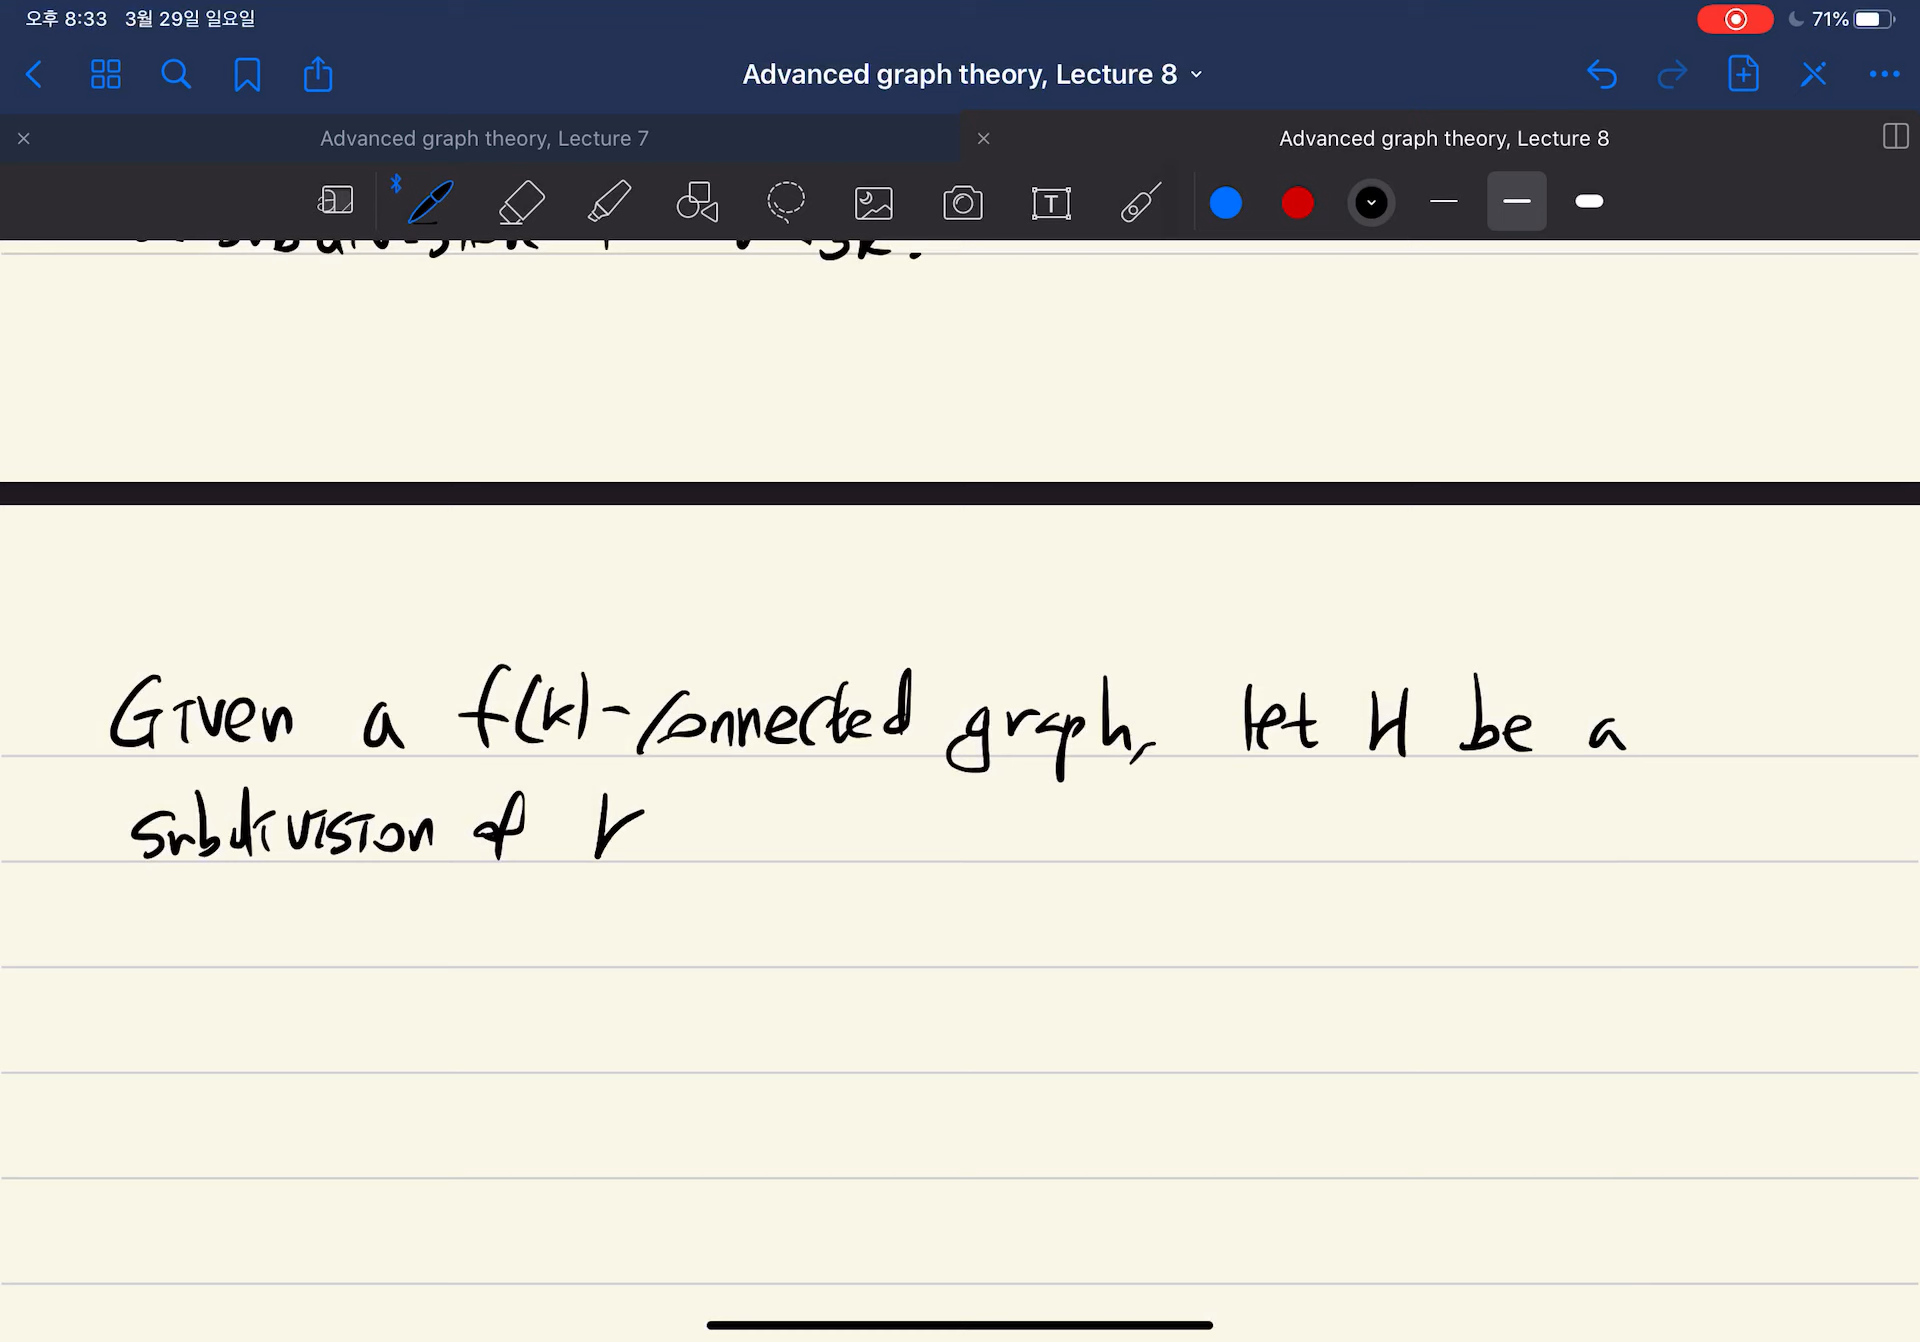 오후 8:33 3월 29일 일요일 71%
Advanced graph theory, Lecture 8
Advanced graph theory, Lecture 7 Advanced graph theory, Lecture 8
Given a f(k)-connected graph, let H be a
subdivision of